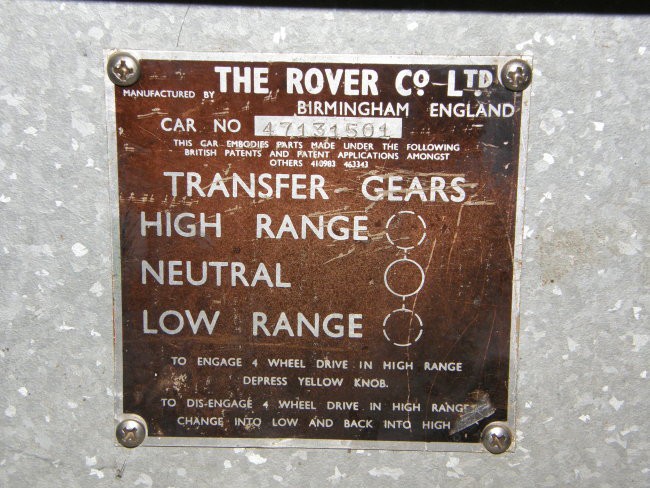 THE ROVER Co. LTD
MANUFACTURED BY
BIRMINGHAM ENGLAND
CAR NO 47131501
THIS CAR EMBODIES PARTS MADE UNDER THE FOLLOWING
BRITISH PATENTS AND PATENT APPLICATIONS AMONGST
OTHERS 410983 463343
TRANSFER GEARS
HIGH RANGE
NEUTRAL
LOW RANGE
TO ENGAGE 4 WHEEL DRIVE IN HIGH RANGE
DEPRESS YELLOW KNOB.
TO DIS-ENGAGE 4 WHEEL DRIVE IN HIGH RANGE
CHANGE INTO LOW AND BACK INTO HIGH